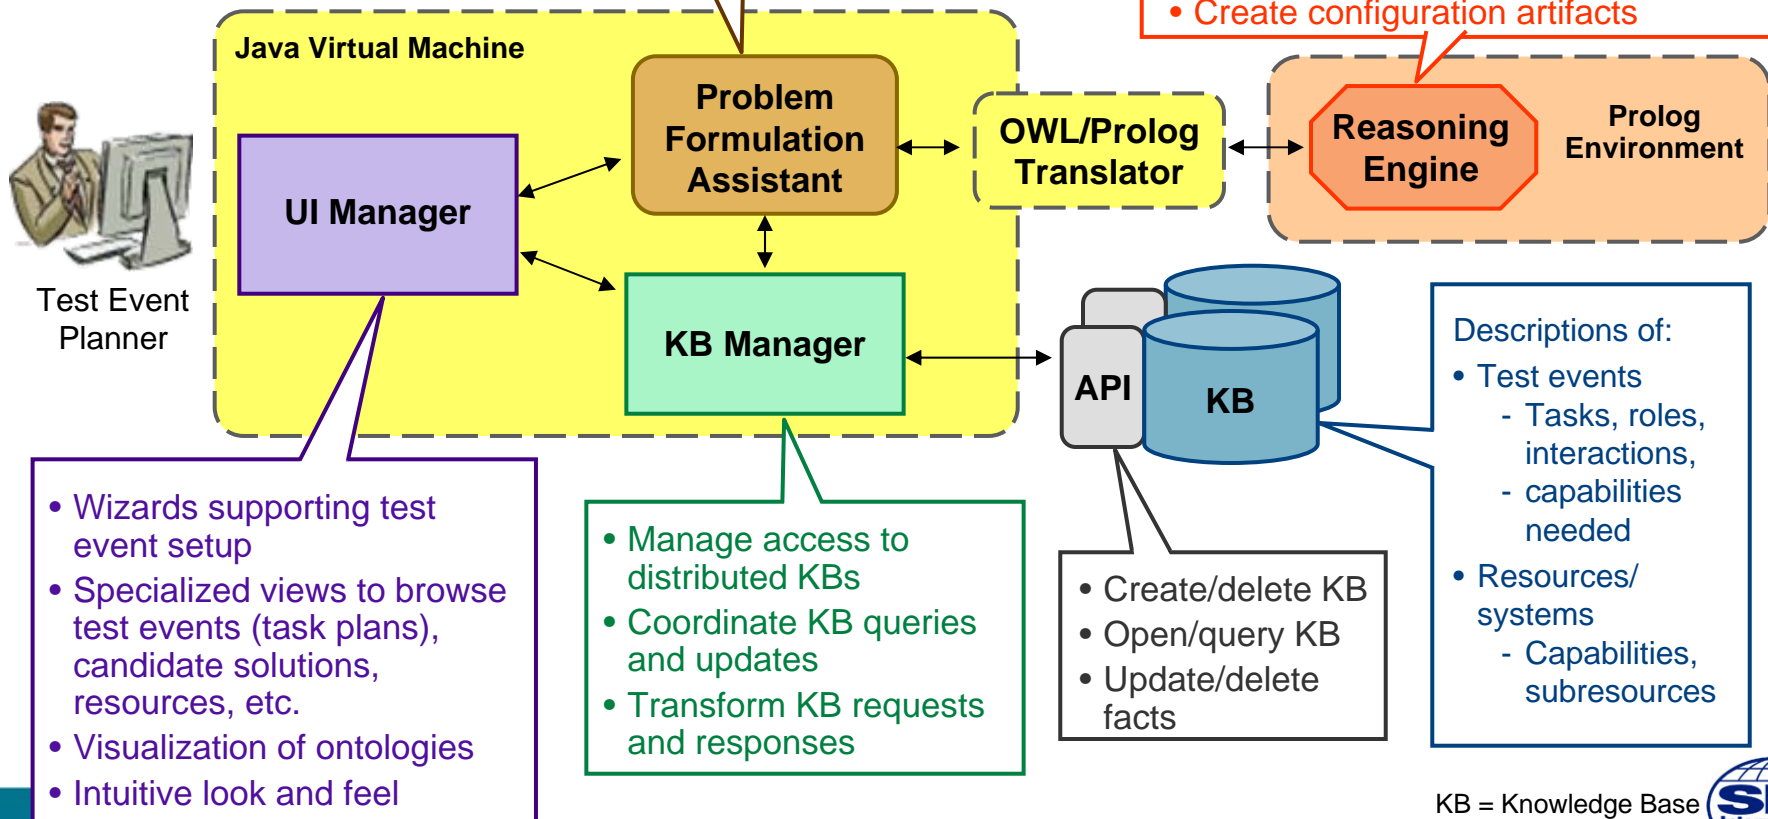 • Create configuration artifacts
Java Virtual Machine
Problem
Formulation
Assistant
OWL/Prolog
Translator
Reasoning
Engine
Prolog
Environment
UI Manager
Test Event
Planner
KB Manager
API
KB
Descriptions of:
• Test events
- Tasks, roles,
interactions,
- capabilities
needed
• Resources/
systems
- Capabilities,
subresources
• Wizards supporting test
event setup
• Specialized views to browse
test events (task plans),
candidate solutions,
resources, etc.
• Visualization of ontologies
• Intuitive look and feel
• Manage access to
distributed KBs
• Coordinate KB queries
and updates
• Transform KB requests
and responses
• Create/delete KB
• Open/query KB
• Update/delete
facts
KB = Knowledge Base